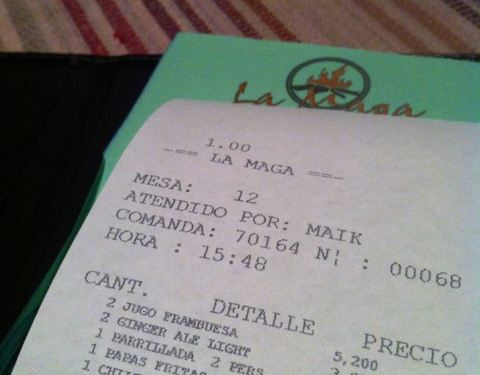 La Maga
1.00
-== LA MAGA ==-
MESA: 12
ATENDIDO POR: MAIK
COMANDA: 70164 N¦ : 00068
HORA : 15:48
CANT. DETALLE PRECIO
2 JUGO FRAMBUESA 5,200
2 GINGER ALE LIGHT
1 PARRILLADA 2 PERS
1 PAPAS FRITAS
1